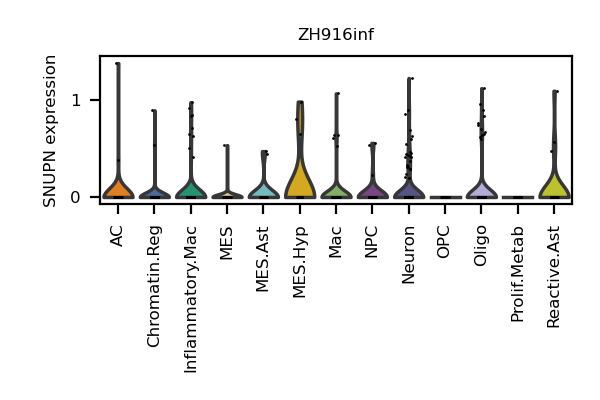 ZH916inf
SNUPN expression
1
0
AC
Chromatin.Reg
Inflammatory.Mac
MES
MES.Ast
MES.Hyp
Mac
NPC
Neuron
OPC
Oligo
Prolif.Metab
Reactive.Ast